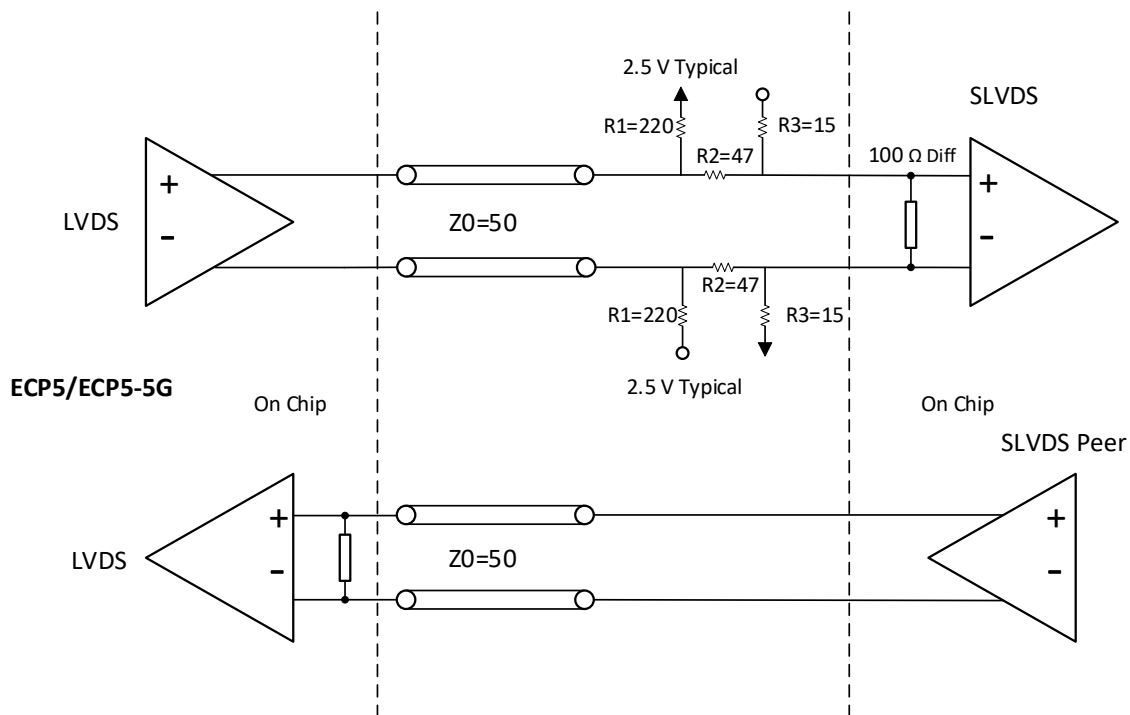 2.5 V Typical
SLVDS
R1=220
R3=15
R2=47
100 Ω Diff
+
-
LVDS
Z0=50
+
-
R2=47
R1=220
R3=15
2.5 V Typical
ECP5/ECP5-5G
On Chip
On Chip
SLVDS Peer
+
-
LVDS
Z0=50
+
-